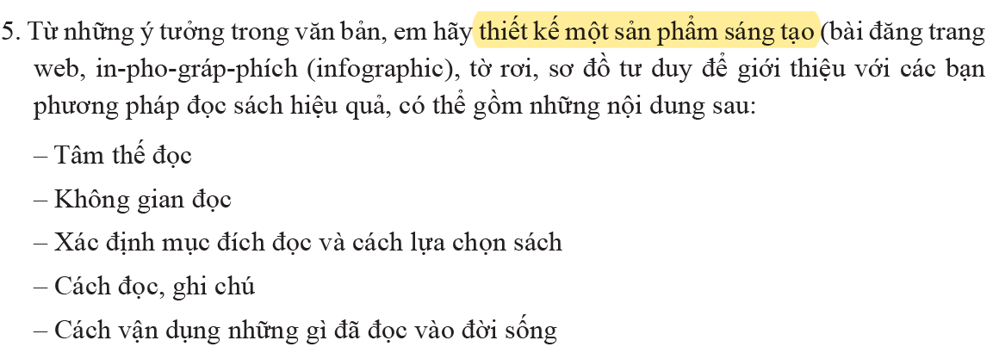 5. Từ những ý tưởng trong văn bản, em hãy thiết kế một sản phẩm sáng tạo (bài đăng trang
web, in-pho-gráp-phích (infographic), tờ rơi, sơ đồ tư duy để giới thiệu với các bạn
phương pháp đọc sách hiệu quả, có thể gồm những nội dung sau:
– Tâm thế đọc
– Không gian đọc
– Xác định mục đích đọc và cách lựa chọn sách
– Cách đọc, ghi chú
– Cách vận dụng những gì đã đọc vào đời sống